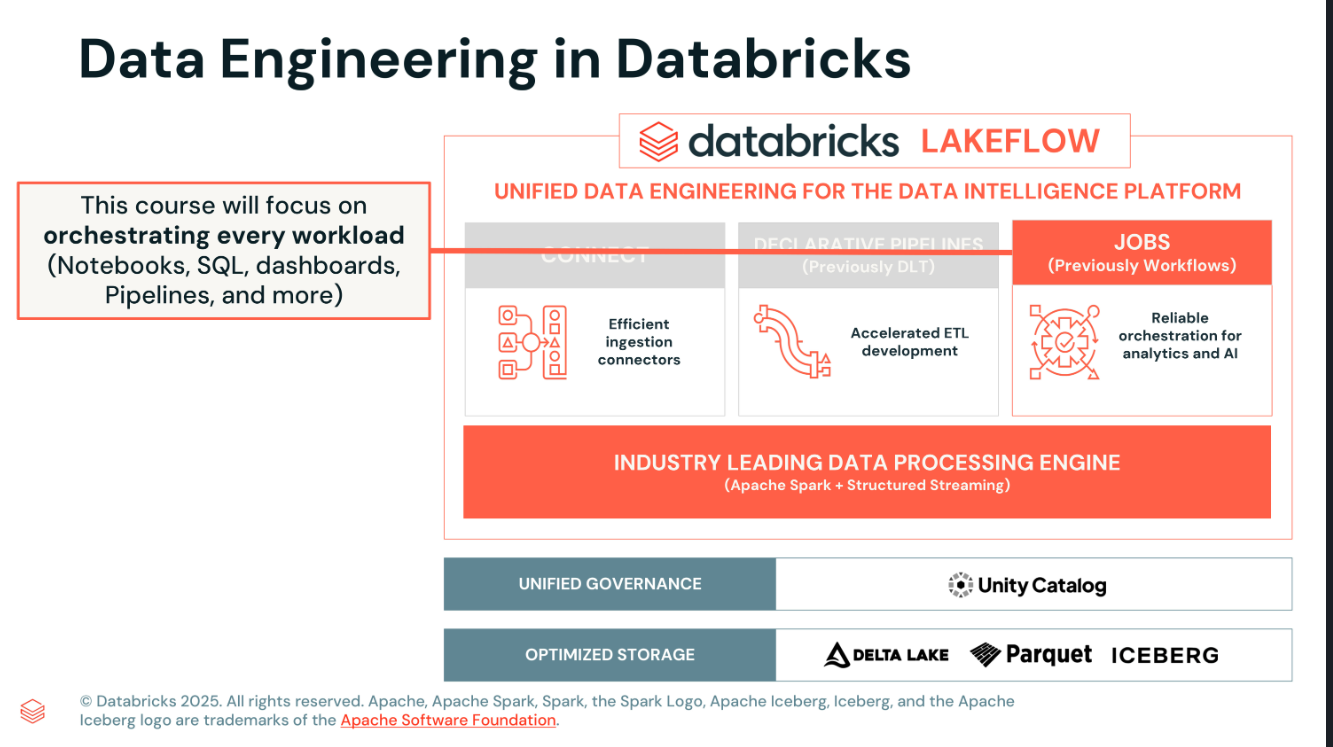 Data Engineering in Databricks
databricks LAKEFLOW
UNIFIED DATA ENGINEERING FOR THE DATA INTELLIGENCE PLATFORM
This course will focus on
orchestrating every workload
(Notebooks, SQL, dashboards,
Pipelines, and more)
CONNECT
Efficient
ingestion
connectors
DECLARATIVE PIPELINES
(Previously DLT)
Accelerated ETL
development
JOBS
(Previously Workflows)
Reliable
orchestration for
analytics and AI
INDUSTRY LEADING DATA PROCESSING ENGINE
(Apache Spark + Structured Streaming)
UNIFIED GOVERNANCE
Unity Catalog
OPTIMIZED STORAGE
DELTA LAKE Parquet ICEBERG
© Databricks 2025. All rights reserved. Apache, Apache Spark, Spark, the Spark Logo, Apache Iceberg, Iceberg, and the Apache
Iceberg logo are trademarks of the Apache Software Foundation.